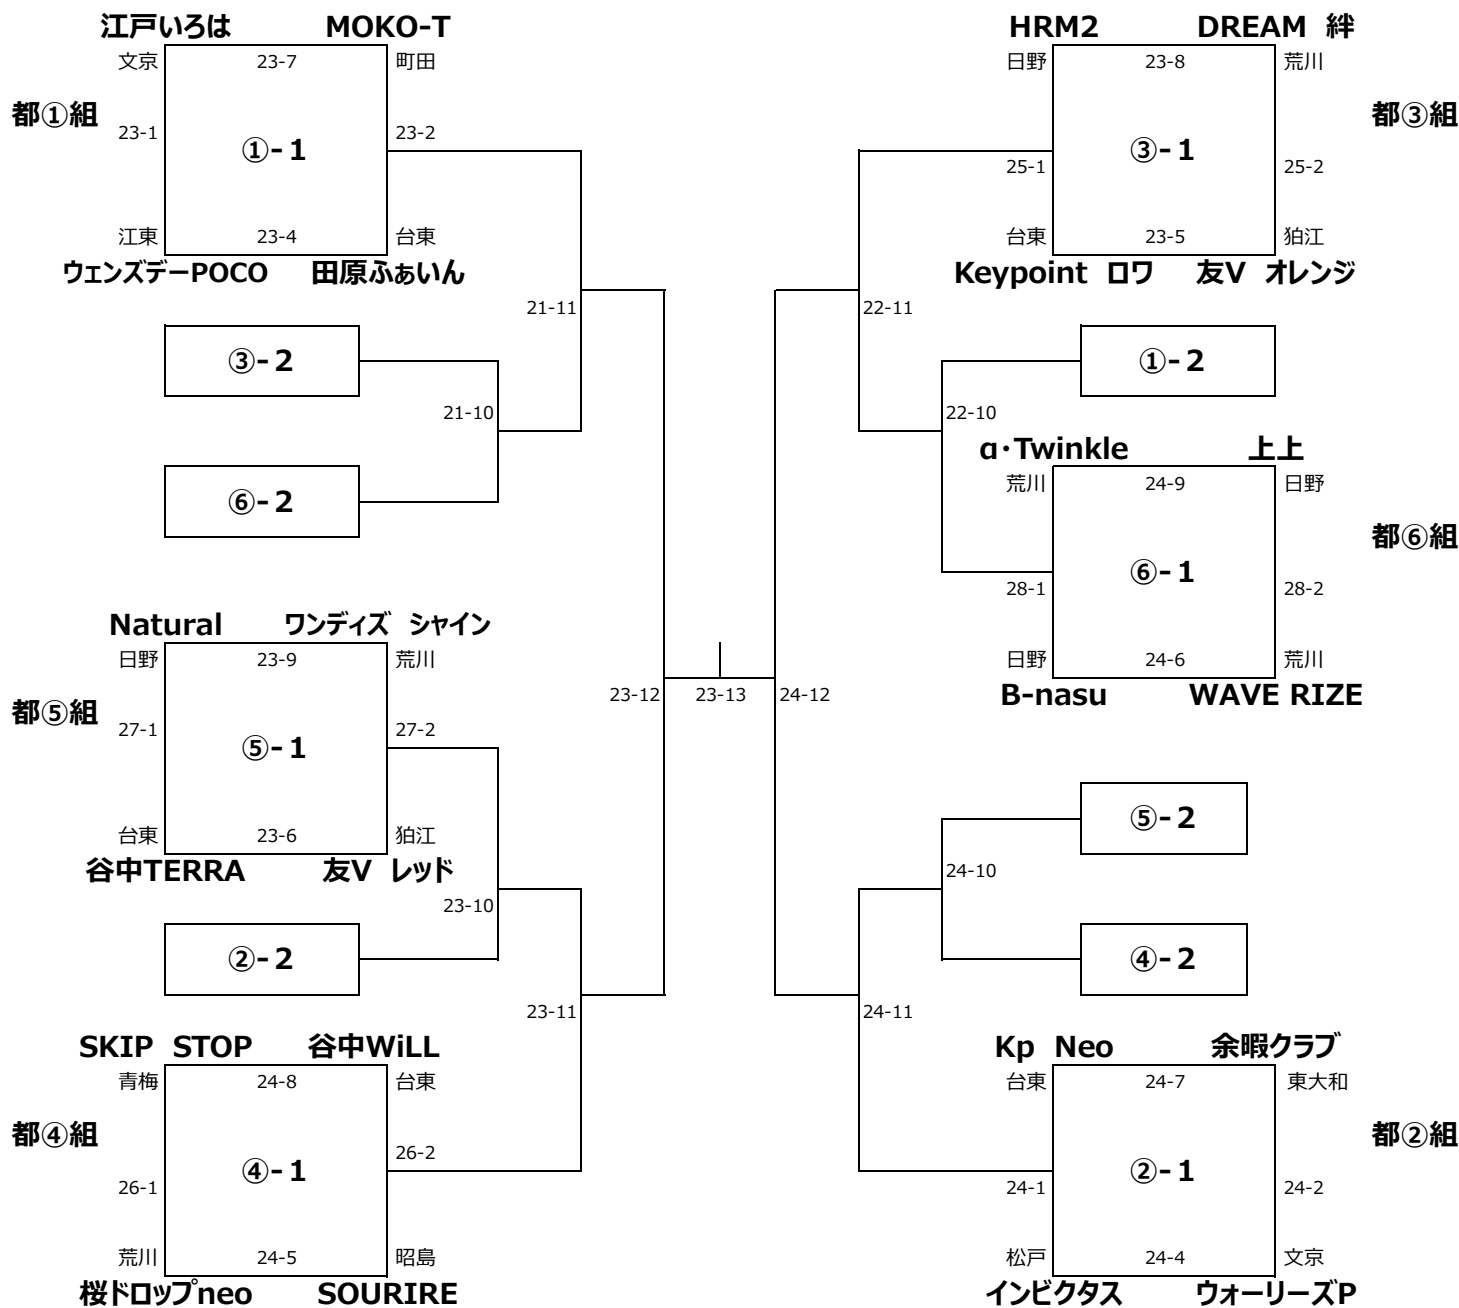 江戸いろは MOKO-T
文京 23-7 町田
都①組
23-1 ①-1 23-2
江東 23-4 台東
ウェンズデーPOCO 田原ふぁいん
21-11
③-2
21-10
⑥-2
Natural ワンディズ シャイン
日野 23-9 荒川
都⑤組
27-1 ⑤-1 27-2
台東 23-6 狛江
谷中TERRA 友V レッド
23-10
②-2
23-11
SKIP STOP 谷中WiLL
青梅 24-8 台東
都④組
26-1 ④-1 26-2
荒川 24-5 昭島
桜ドロップneo SOURIRE
23-12 23-13 24-12
HRM2 DREAM 絆
日野 23-8 荒川
都③組
25-1 ③-1 25-2
台東 23-5 狛江
Keypoint ロワ 友V オレンジ
22-11
①-2
22-10
α・Twinkle 上上
荒川 24-9 日野
都⑥組
28-1 ⑥-1 28-2
日野 24-6 荒川
B-nasu WAVE RIZE
⑤-2
24-10
④-2
24-11
Kp Neo 余暇クラブ
台東 24-7 東大和
都②組
24-1 ②-1 24-2
松戸 24-4 文京
インビクタス ウォーリーズP